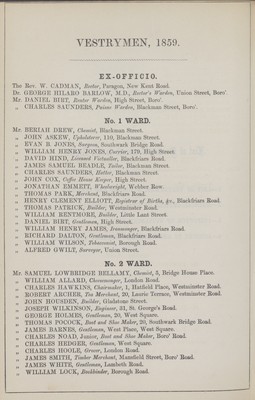 VESTRYMEN, 1859.
EX-OFFICIO.
The Rev. W. CADMAN, Rector, Paragon, New Kent Road.
Dr. GEORGE HILARO BARLOW, M.D., Rector's Warden, Union Street, Boro'.
Mr. DANIEL BIRT, Renter Warden, High Street, Boro'.
„ CHARLES SAUNDERS, Pauper Warden, Blackman Street, Boro'.
No. 1 WARD.
Mr. BERIAH DREW, Chemist, Blackman Street.
„ JOHN ASKEW, Upholsterer, 110, Blackman Street.
„ EVAN B. JONES, Surgeon, Southwark Bridge Road.
„ WILLIAM HENRY JONES, Currier, 179, High Street.
„ DAVID HIND, Licensed Victualler, Blackfriars Road.
„ JAMES SAMUEL BEADLE, Tailor, Blackman Street.
„ CHARLES SAUNDERS, Hatter, Blackman Street.
„ JOHN COX, Coffee House Keeper, High Street.
„ JONATHAN EMMETT, Wheelwright, Webber Row.
„ THOMAS PARK, Merchant, Blackfriars Road.
„ HENRY CLEMENT ELLIOTT, Registrar of Births, &c., Blackfriars Road.
„ THOMAS PATRICK, Builder, Westminster Road.
„ WILLIAM RENTMORE, Builder, Little Lant Street.
„ DANIEL BIRT, Gentleman, High Street.
„ WILLIAM HENRY JAMES, Ironmonger, Blackfriars Road.
„ RICHARD DALTON, Gentleman, Blackfriars Road.
„ WILLIAM WILSON, Tobacconist, Borough Road.
„ ALFRED GWILT, Surveyor, Union Street.
No. 2 WARD.
Mr. SAMUEL LOWBRIDGE BELLAMY, Chemist, 3, Bridge House Place.
„ WILLIAM ALLARD, Cheesemonger, London Road.
„ CHARLES HAWKINS, Chairmaker, 1, Hatfield Place, Westminster Road.
„ ROBERT ARCHER, Tea Merchant, 20, Laurie Terrace, Westminster Road.
„ JOHN HOUSDEN, Builder, Gladstone Street.
„ JOSEPH WILKINSON, Engineer, 31, St. George's Road.
„ GEORGE HOLMES, Gentleman, 22, West Square.
„ THOMAS POCOCK, Boot and Shoe Maker, 20, Southwark Bridge Road.
„ JAMES BARNES, Gentleman, West Place, West Square.
„ CHARLES NOAD, Junior, Boot and Shoe Maker, Boro' Road.
„ CHARLES HEDGER, Gentleman, West Square.
„ CHARLES HOOLE, Grocer, London Road.
„ JAMES SMITH, Timber Merchant, Mansfield Street, Boro' Road.
„ JAMES WHITE, Gentleman, Lambeth Road.
„ WILLIAM LOCK, Bookbinder, Borough Road.